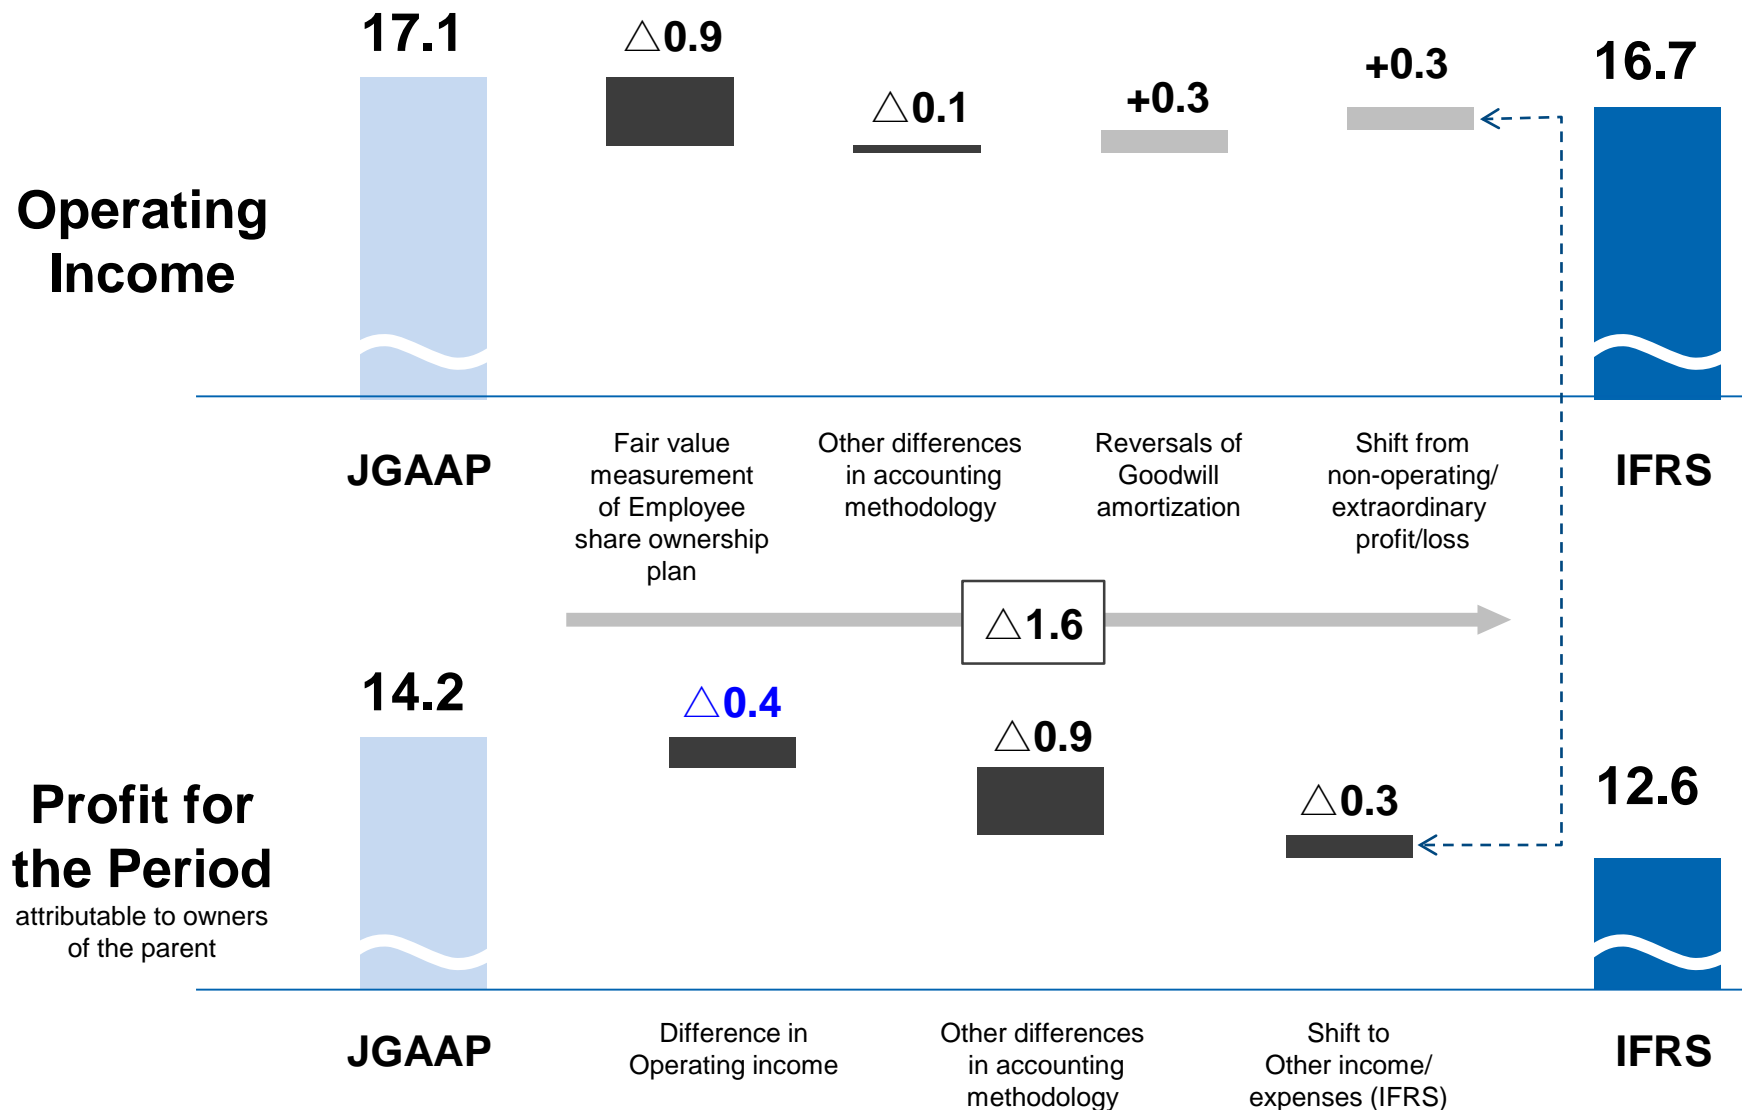 17.1
△0.9
△0.1
+0.3
+0.3
16.7
Operating
Income
JGAAP
Fair value
measurement
of Employee
share ownership
plan
Other differences
in accounting
methodology
Reversals of
Goodwill
amortization
Shift from
non-operating/
extraordinary
profit/loss
IFRS
△1.6
14.2
△0.4
△0.9
△0.3
12.6
Profit for
the Period
attributable to owners
of the parent
JGAAP
Difference in
Operating income
Other differences
in accounting
methodology
Shift to
Other income/
expenses (IFRS)
IFRS